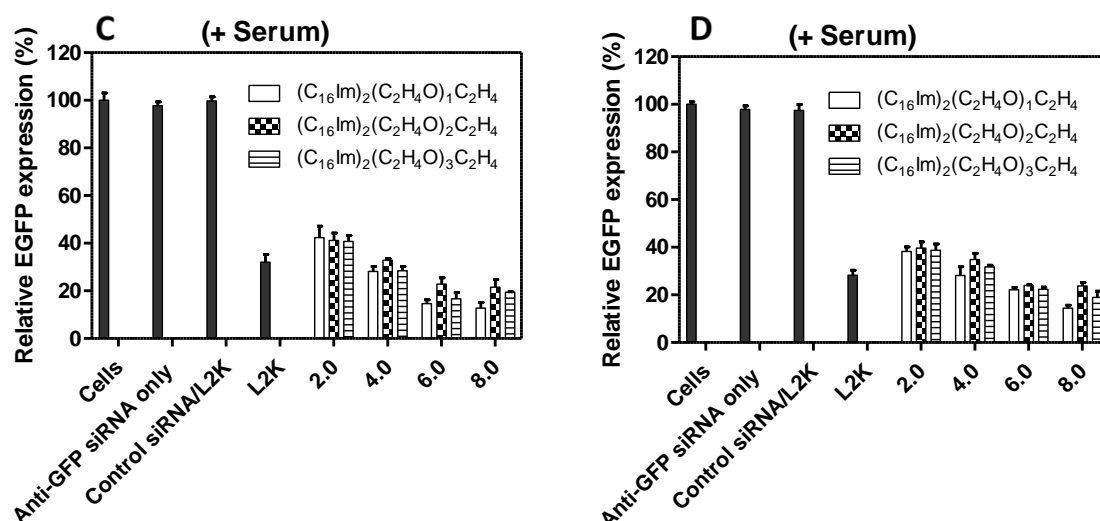 C (+ Serum)
Relative EGFP expression (%)
120
100
80
60
40
20
0
(C₁₆Im)₂(C₂H₄O)₁C₂H₄
(C₁₆Im)₂(C₂H₄O)₂C₂H₄
(C₁₆Im)₂(C₂H₄O)₃C₂H₄
Cells
Anti-GFP siRNA only
Control siRNA/L2K
L2K
2.0
4.0
6.0
8.0
D (+ Serum)
Relative EGFP expression (%)
120
100
80
60
40
20
0
(C₁₆Im)₂(C₂H₄O)₁C₂H₄
(C₁₆Im)₂(C₂H₄O)₂C₂H₄
(C₁₆Im)₂(C₂H₄O)₃C₂H₄
Cells
Anti-GFP siRNA only
Control siRNA/L2K
L2K
2.0
4.0
6.0
8.0